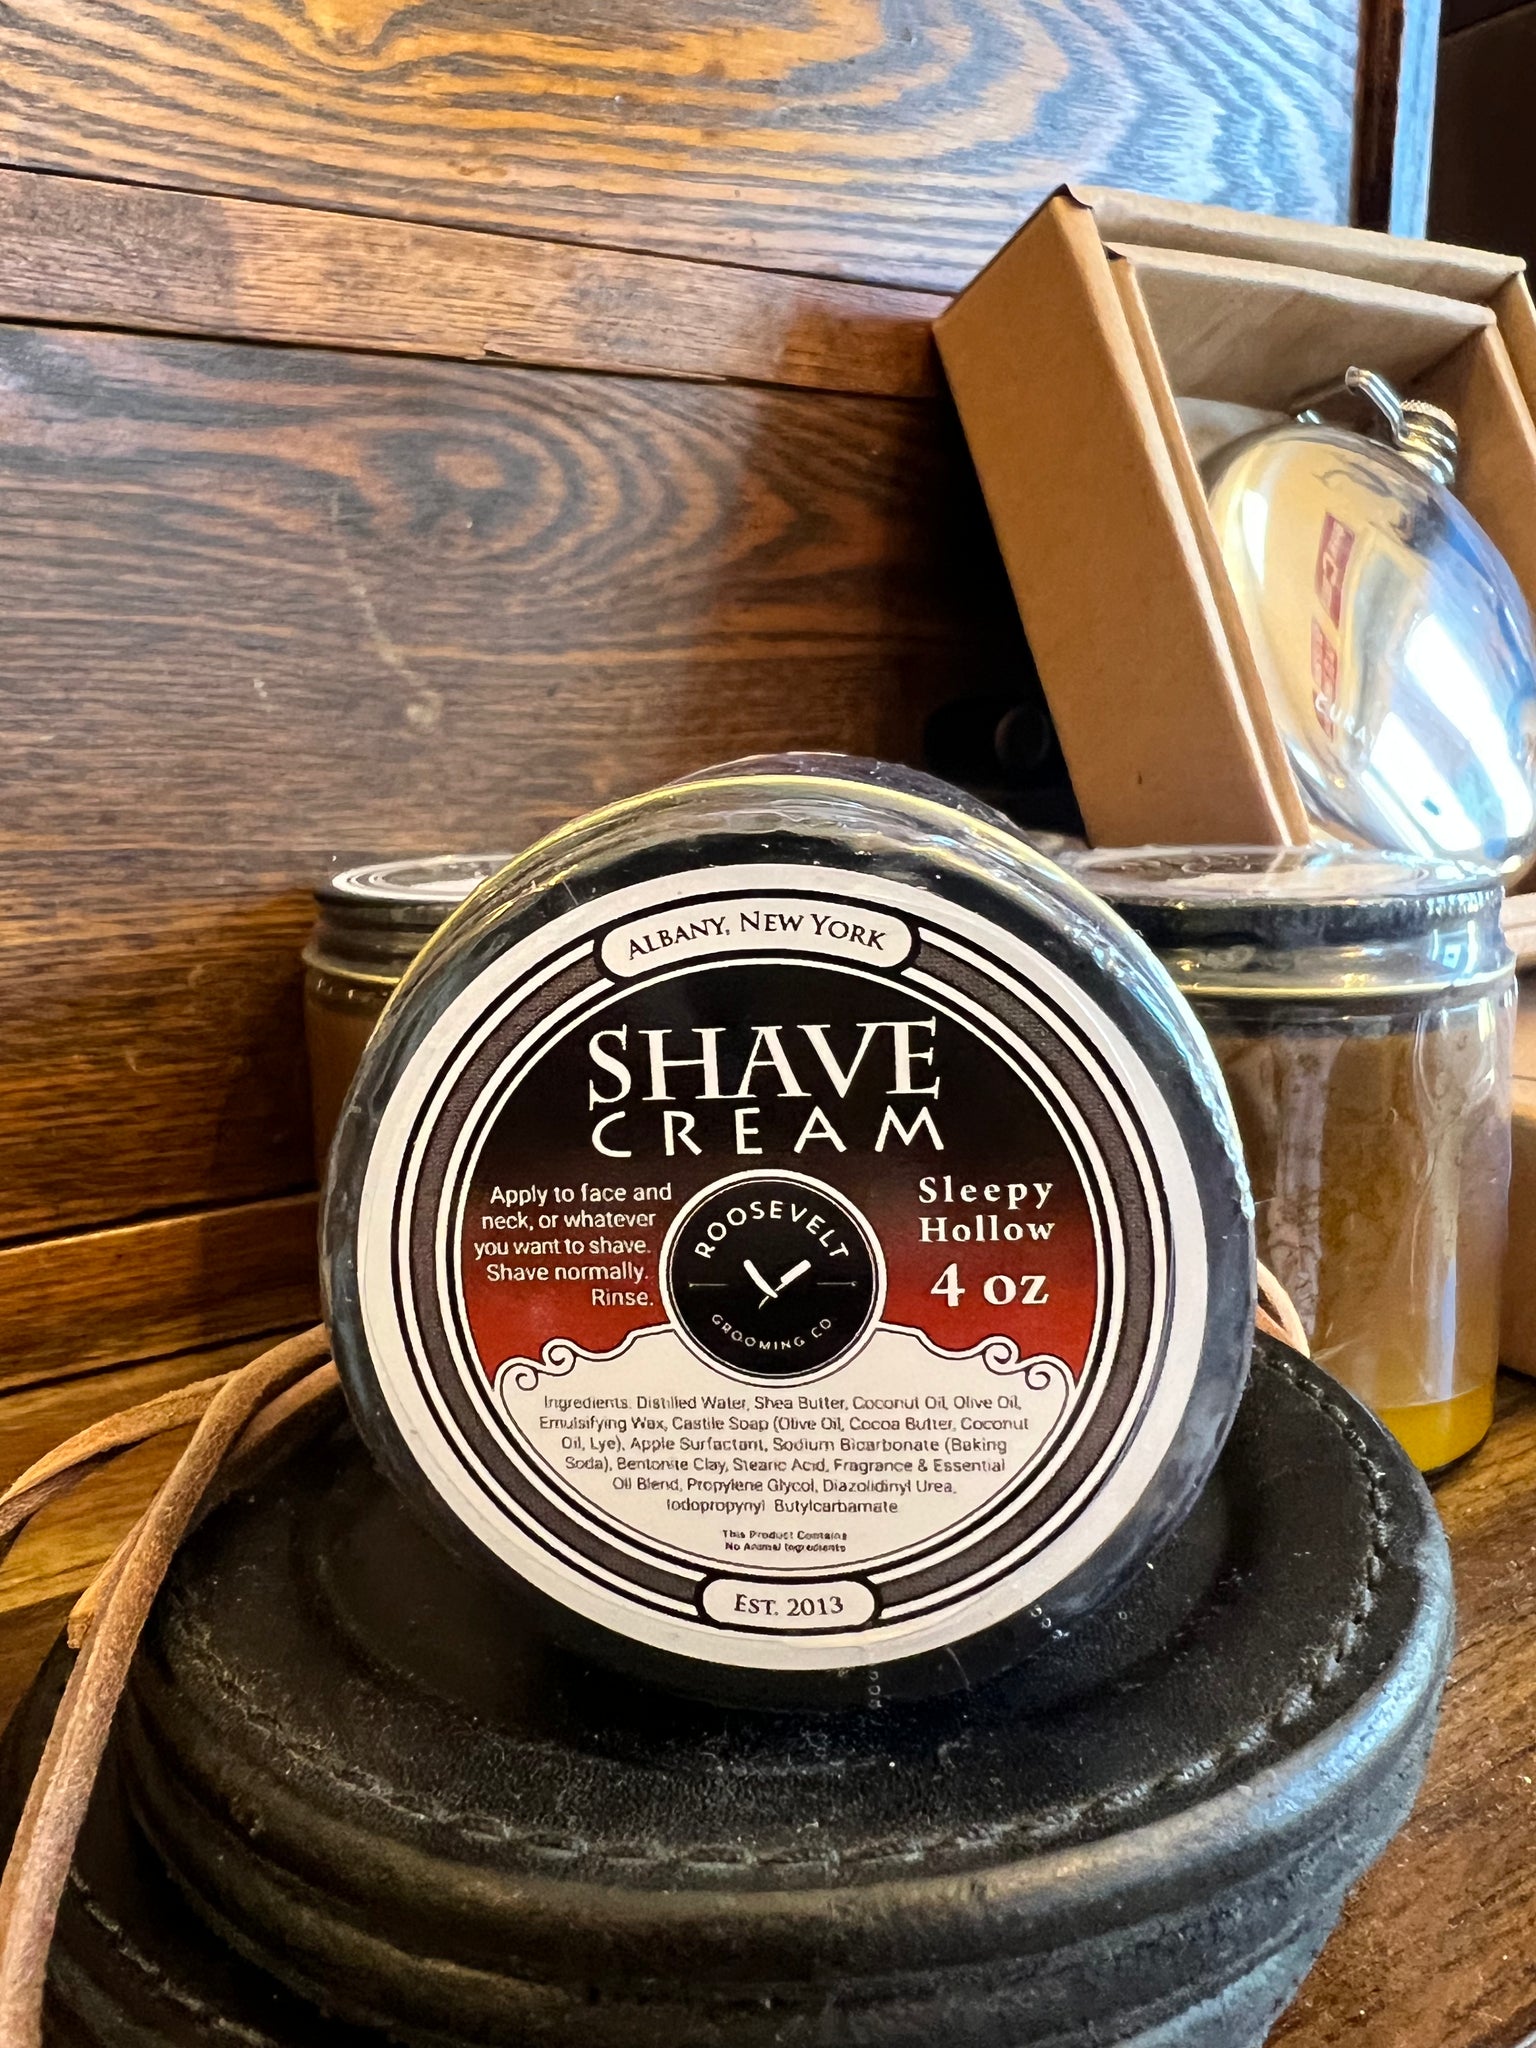 ALBANY, NEW YORK
SHAVE
CREAM
Apply to face and
neck, or whatever
you want to shave.
Shave normally.
Rinse.
ROOSEVELT
GROOMING CO
Sleepy
Hollow
4 oz
Ingredients: Distilled Water, Shea Butter, Coconut Oil, Olive Oil,
Emulsifying Wax, Castile Soap (Olive Oil, Cocoa Butter, Coconut
Oil, Lye), Apple Surfactant, Sodium Bicarbonate (Baking
Soda), Bentonite Clay, Stearic Acid, Fragrance & Essential
Oil Blend, Propylene Glycol, Diazolidinyl Urea,
Iodopropynyl Butylcarbamate
This Product Contains
No Animal Ingredients
EST. 2013